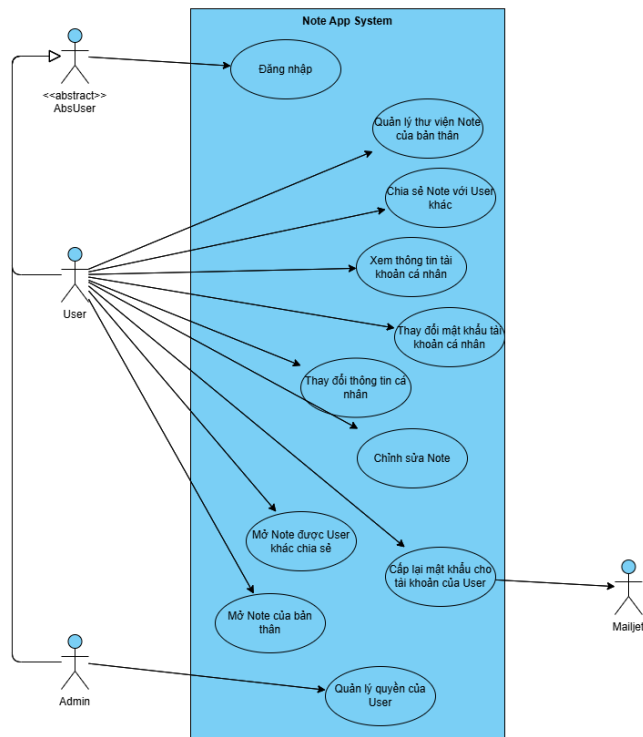 Note App System
Đăng nhập
<<abstract>>
AbsUser
Quản lý thư viện Note
của bản thân
Chia sẻ Note với User
khác
Xem thông tin tài
khoản cá nhân
User
Thay đổi mật khẩu tài
khoản cá nhân
Thay đổi thông tin cá
nhân
Chỉnh sửa Note
Mở Note được User
khác chia sẻ
Cấp lại mật khẩu cho
tài khoản của User
Mailjet
Mở Note của bản
thân
Admin
Quản lý quyền của
User